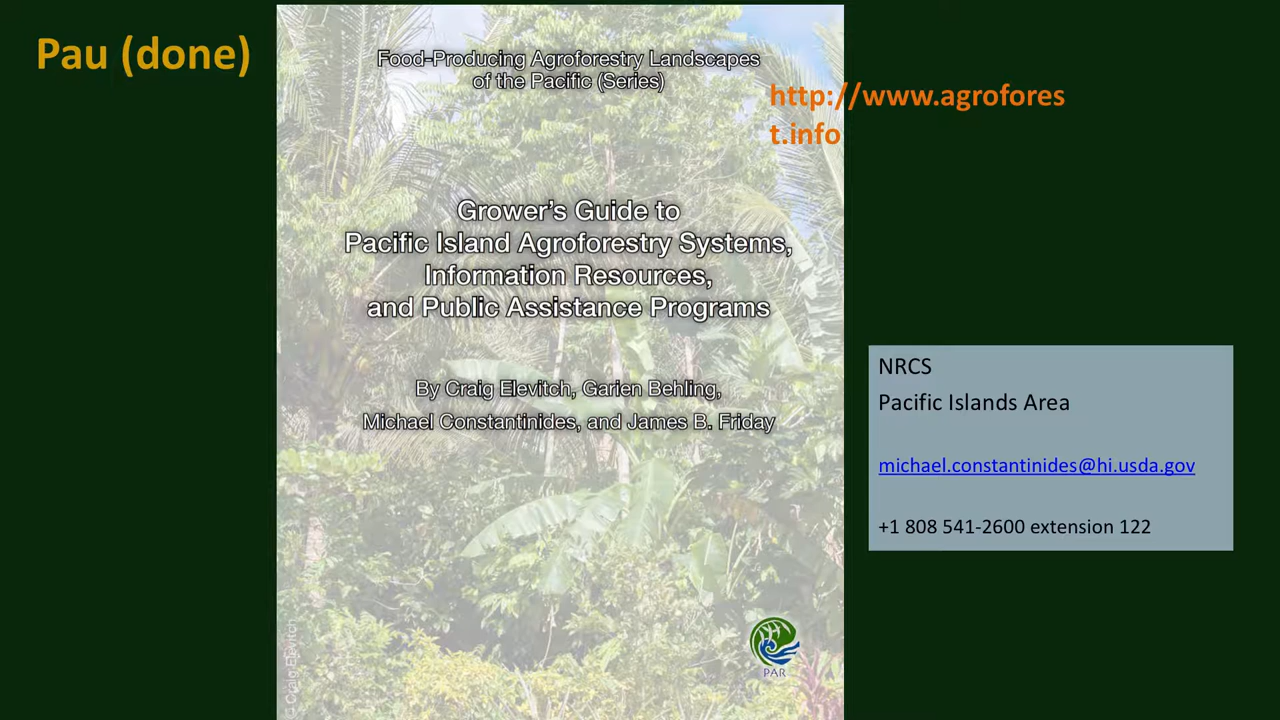 Pau (done)
Food-Producing Agroforestry Landscapes
of the Pacific (Series)
http://www.agrofores
t.info
Grower's Guide to
Pacific Island Agroforestry Systems,
Information Resources,
and Public Assistance Programs
By Craig Elevitch, Garien Behling,
Michael Constantinides, and James B. Friday
NRCS
Pacific Islands Area
michael.constantinides@hi.usda.gov
+1 808 541-2600 extension 122
© Craig Elevitch
PAR